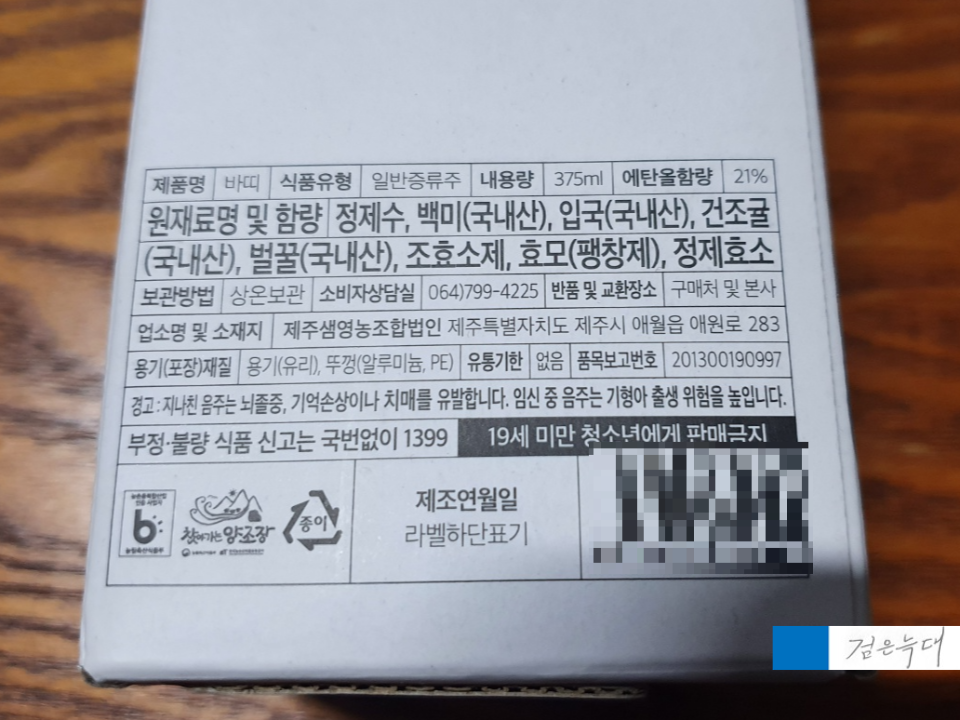 제품명 바띠 식품유형 일반증류주 내용량 375ml 에탄올함량 21%
원재료명 및 함량 정제수, 백미(국내산), 입국(국내산), 건조귤
(국내산), 벌꿀(국내산), 조효소제, 효모(팽창제), 정제효소
보관방법 상온보관 소비자상담실 064)799-4225 반품 및 교환장소 구매처 및 본사
업소명 및 소재지 제주샘영농조합법인 제주특별자치도 제주시 애월읍 애원로 283
용기(포장)재질 용기(유리), 뚜껑(알루미늄, PE) 유통기한 없음 품목보고번호 201300190997
경고 : 지나친 음주는 뇌졸중, 기억손상이나 치매를 유발합니다. 임신 중 음주는 기형아 출생 위험을 높입니다.
부정·불량 식품 신고는 국번없이 1399 19세 미만 청소년에게 판매금지
찾아가는 양조장
종이
제조연월일
라벨하단표기
검은늑대